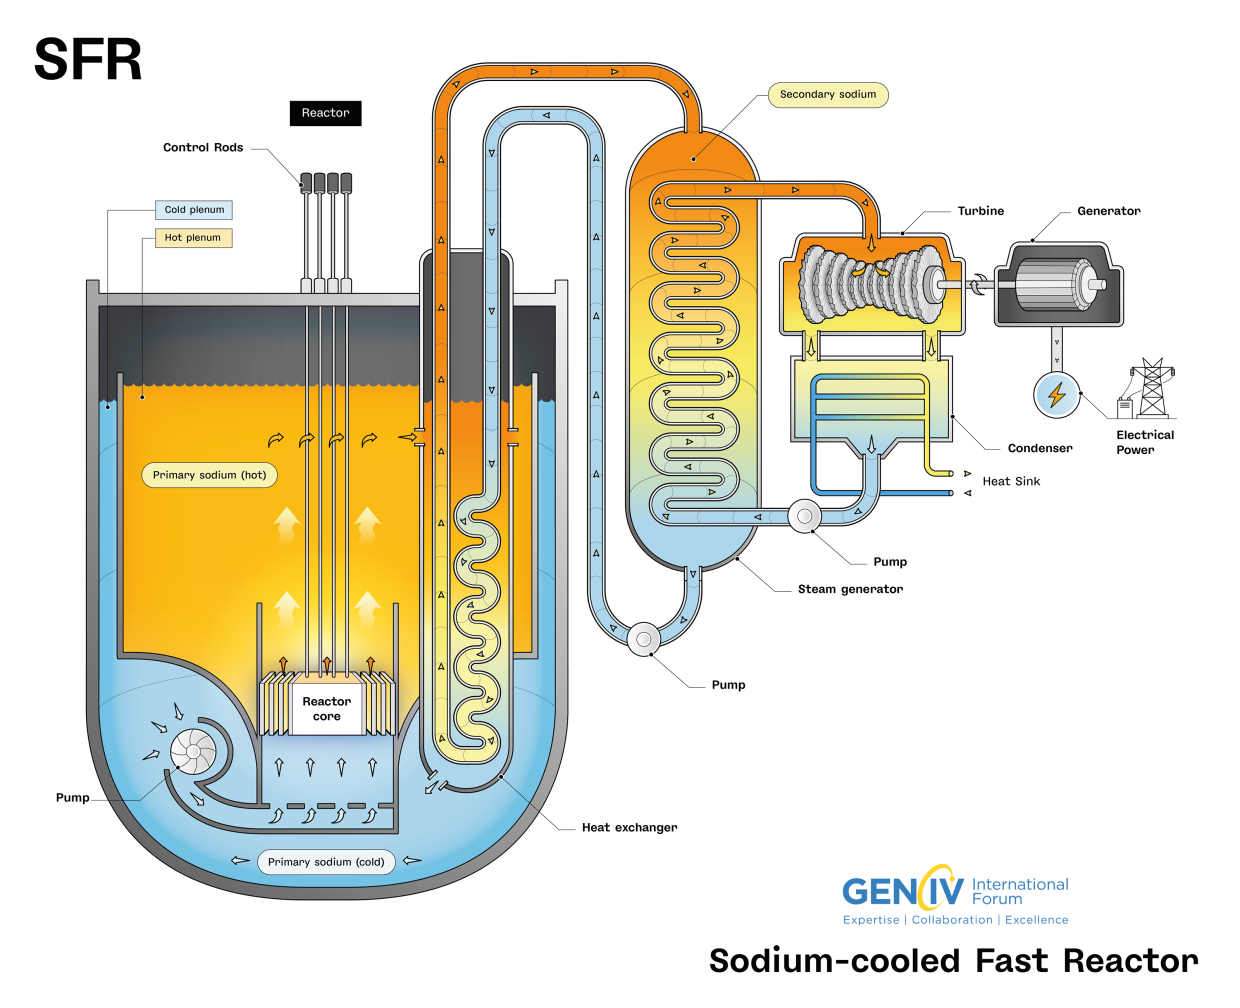 SFR
Reactor
Control Rods
Cold plenum
Hot plenum
Secondary sodium
Turbine
Generator
Primary sodium (hot)
Condenser
Electrical
Power
Heat Sink
Pump
Steam generator
Pump
Reactor
core
Pump
Heat exchanger
Primary sodium (cold)
GEN IV International
Forum
Expertise | Collaboration | Excellence
Sodium-cooled Fast Reactor